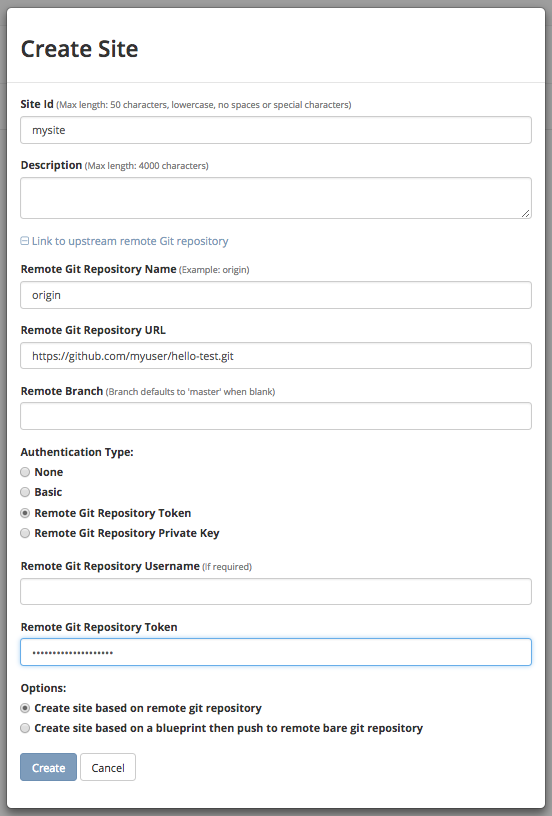 Create Site
Site Id (Max length: 50 characters, lowercase, no spaces or special characters)
mysite
Description (Max length: 4000 characters)
Link to upstream remote Git repository
Remote Git Repository Name (Example: origin)
origin
Remote Git Repository URL
https://github.com/myuser/hello-test.git
Remote Branch (Branch defaults to 'master' when blank)
Authentication Type:
None
Basic
Remote Git Repository Token
Remote Git Repository Private Key
Remote Git Repository Username (If required)
Remote Git Repository Token
••••••••••••••••••••
Options:
Create site based on remote git repository
Create site based on a blueprint then push to remote bare git repository
Create Cancel